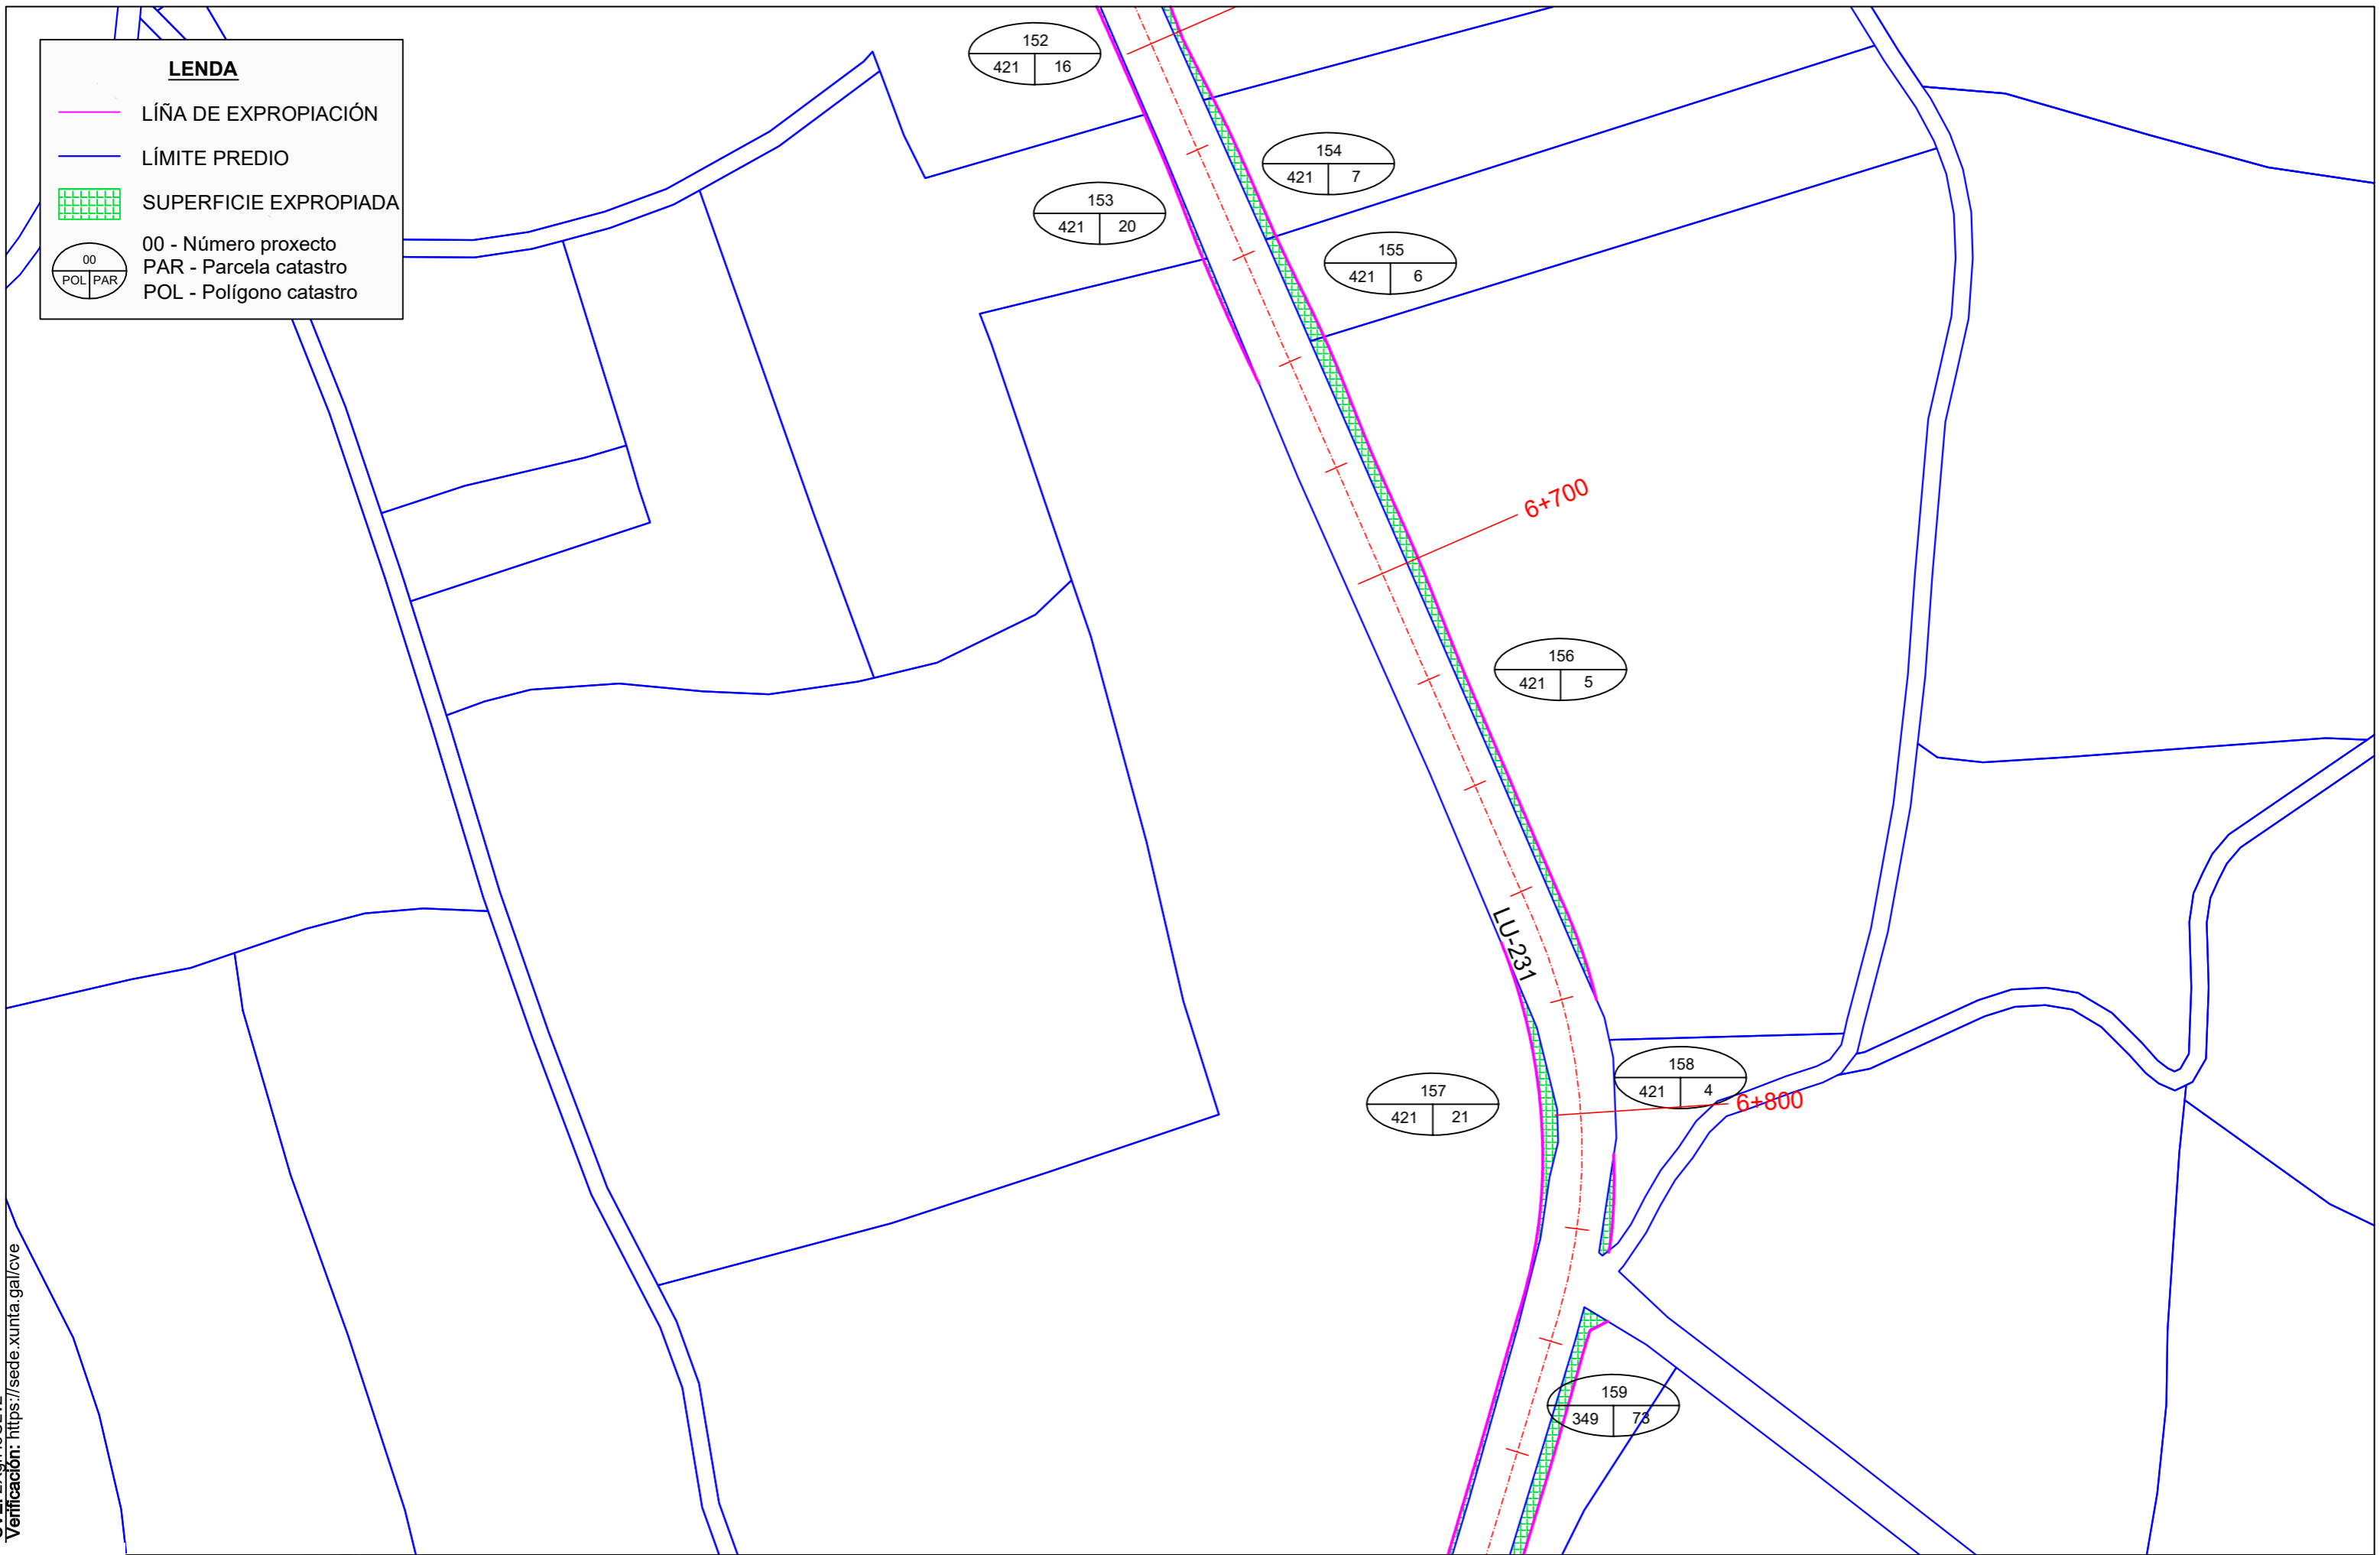 LENDA
LÍÑA DE EXPROPIACIÓN
LÍMITE PREDIO
SUPERFICIE EXPROPIADA
00
POL PAR
00 - Número proxecto
PAR - Parcela catastro
POL - Polígono catastro
152
421 16
154
421 7
153
421 20
155
421 6
6+700
156
421 5
LU-231
158
421 4
6+800
157
421 21
159
349 73
Verificación: https://sede.xunta.gal/cve